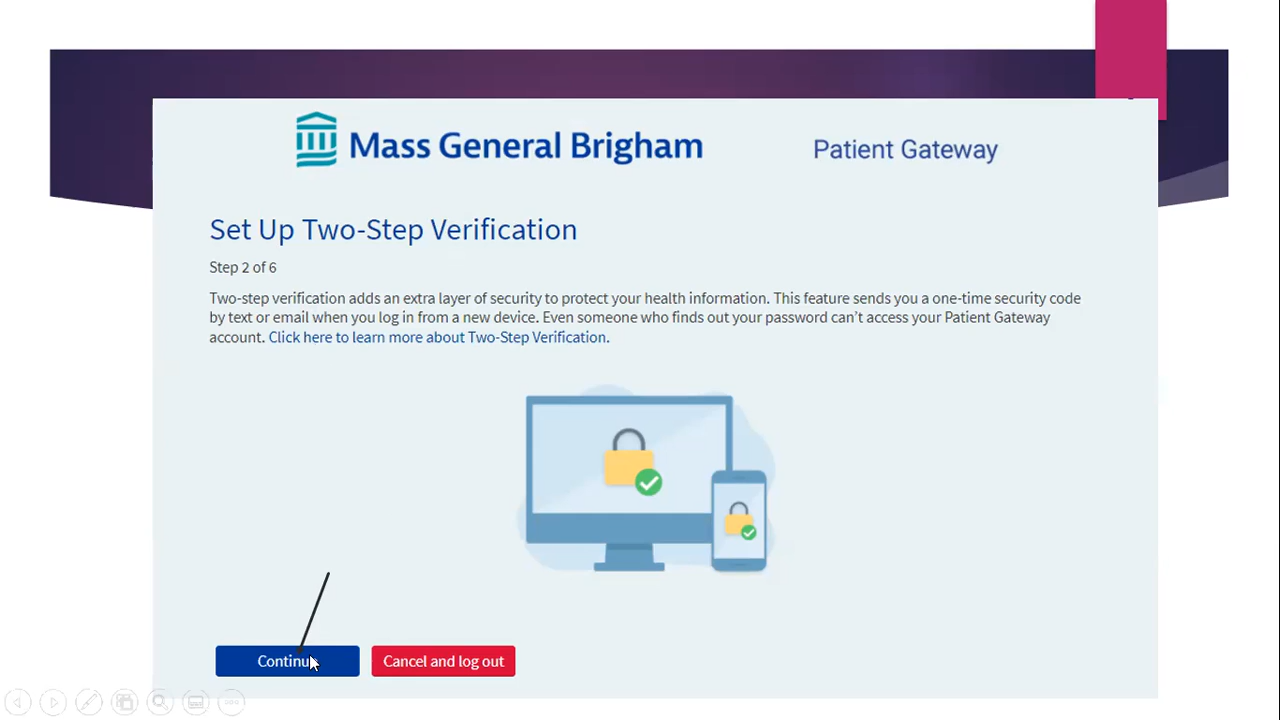 Mass General Brigham
Patient Gateway
Set Up Two-Step Verification
Step 2 of 6
Two-step verification adds an extra layer of security to protect your health information. This feature sends you a one-time security code
by text or email when you log in from a new device. Even someone who finds out your password can’t access your Patient Gateway
account. Click here to learn more about Two-Step Verification.
Continue
Cancel and log out